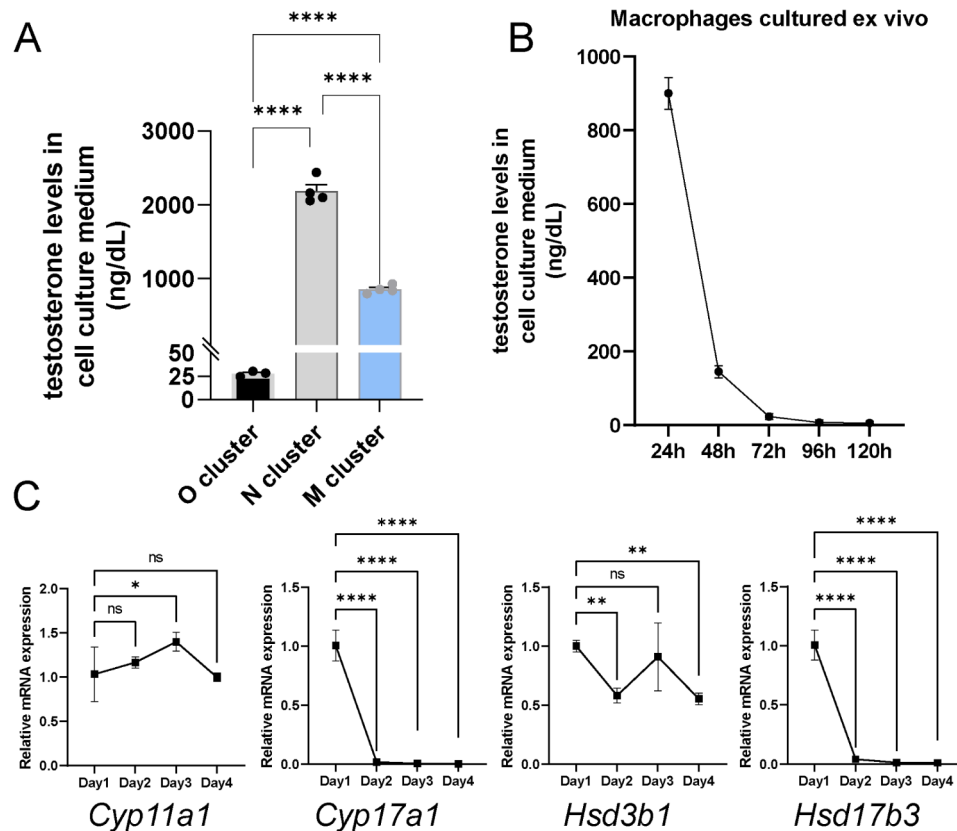 A
****
****
****
testosterone levels in
cell culture medium
(ng/dL)
3000
2000
1000
50
25
0
O cluster
N cluster
M cluster
B
Macrophages cultured ex vivo
testosterone levels in
cell culture medium
(ng/dL)
1000
800
600
400
200
0
24h 48h 72h 96h 120h
C
ns
*
ns
Relative mRNA expression
2.0
1.5
1.0
0.5
0.0
Day1 Day2 Day3 Day4
Cyp11a1
****
****
****
Relative mRNA expression
1.5
1.0
0.5
0.0
Day1 Day2 Day3 Day4
Cyp17a1
**
ns
**
Relative mRNA expression
1.5
1.0
0.5
0.0
Day1 Day2 Day3 Day4
Hsd3b1
****
****
****
Relative mRNA expression
1.5
1.0
0.5
0.0
Day1 Day2 Day3 Day4
Hsd17b3